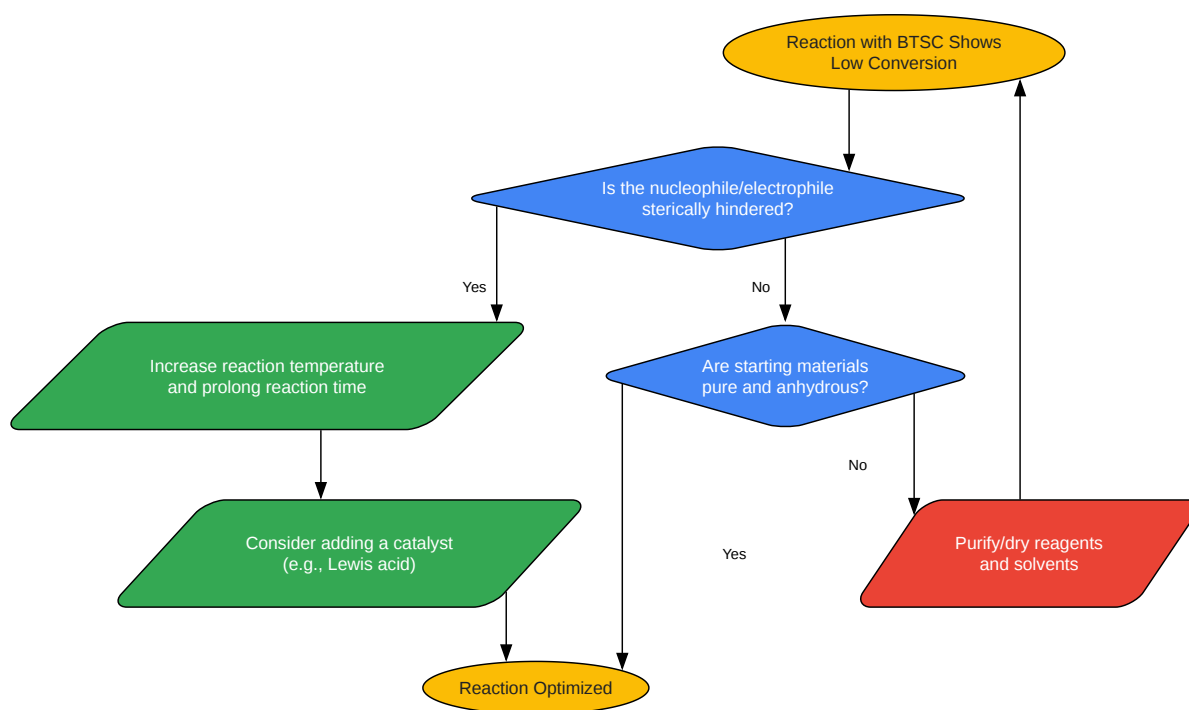 Reaction with BTSC Shows
Low Conversion
Is the nucleophile/electrophile
sterically hindered?
Yes
No
Increase reaction temperature
and prolong reaction time
Are starting materials
pure and anhydrous?
No
Consider adding a catalyst
(e.g., Lewis acid)
Yes
Purify/dry reagents
and solvents
Reaction Optimized